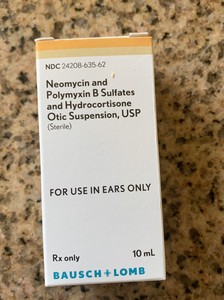 NDC 24208-635-62
Neomycin and
Polymyxin B Sulfates
and Hydrocortisone
Otic Suspension, USP
(Sterile)
FOR USE IN EARS ONLY
Rx only 10 mL
BAUSCH+LOMB